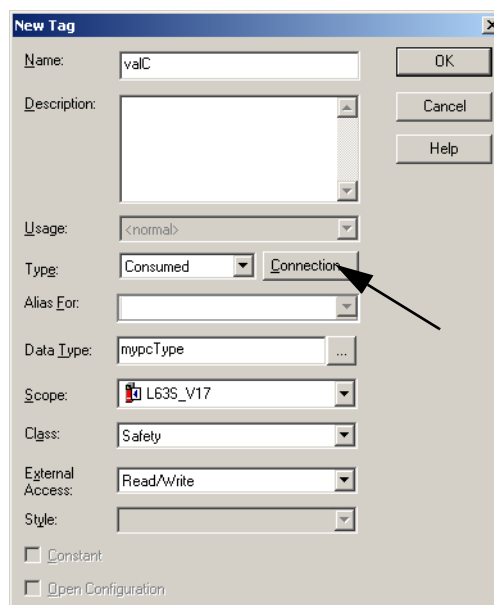 New Tag
Name: valC OK
Description: Cancel
Help
Usage: <normal>
Type: Consumed Connection...
Alias For:
Data Type: mypcType ...
Scope: L63S_V17
Class: Safety
External Access: Read/Write
Style:
Constant
Open Configuration